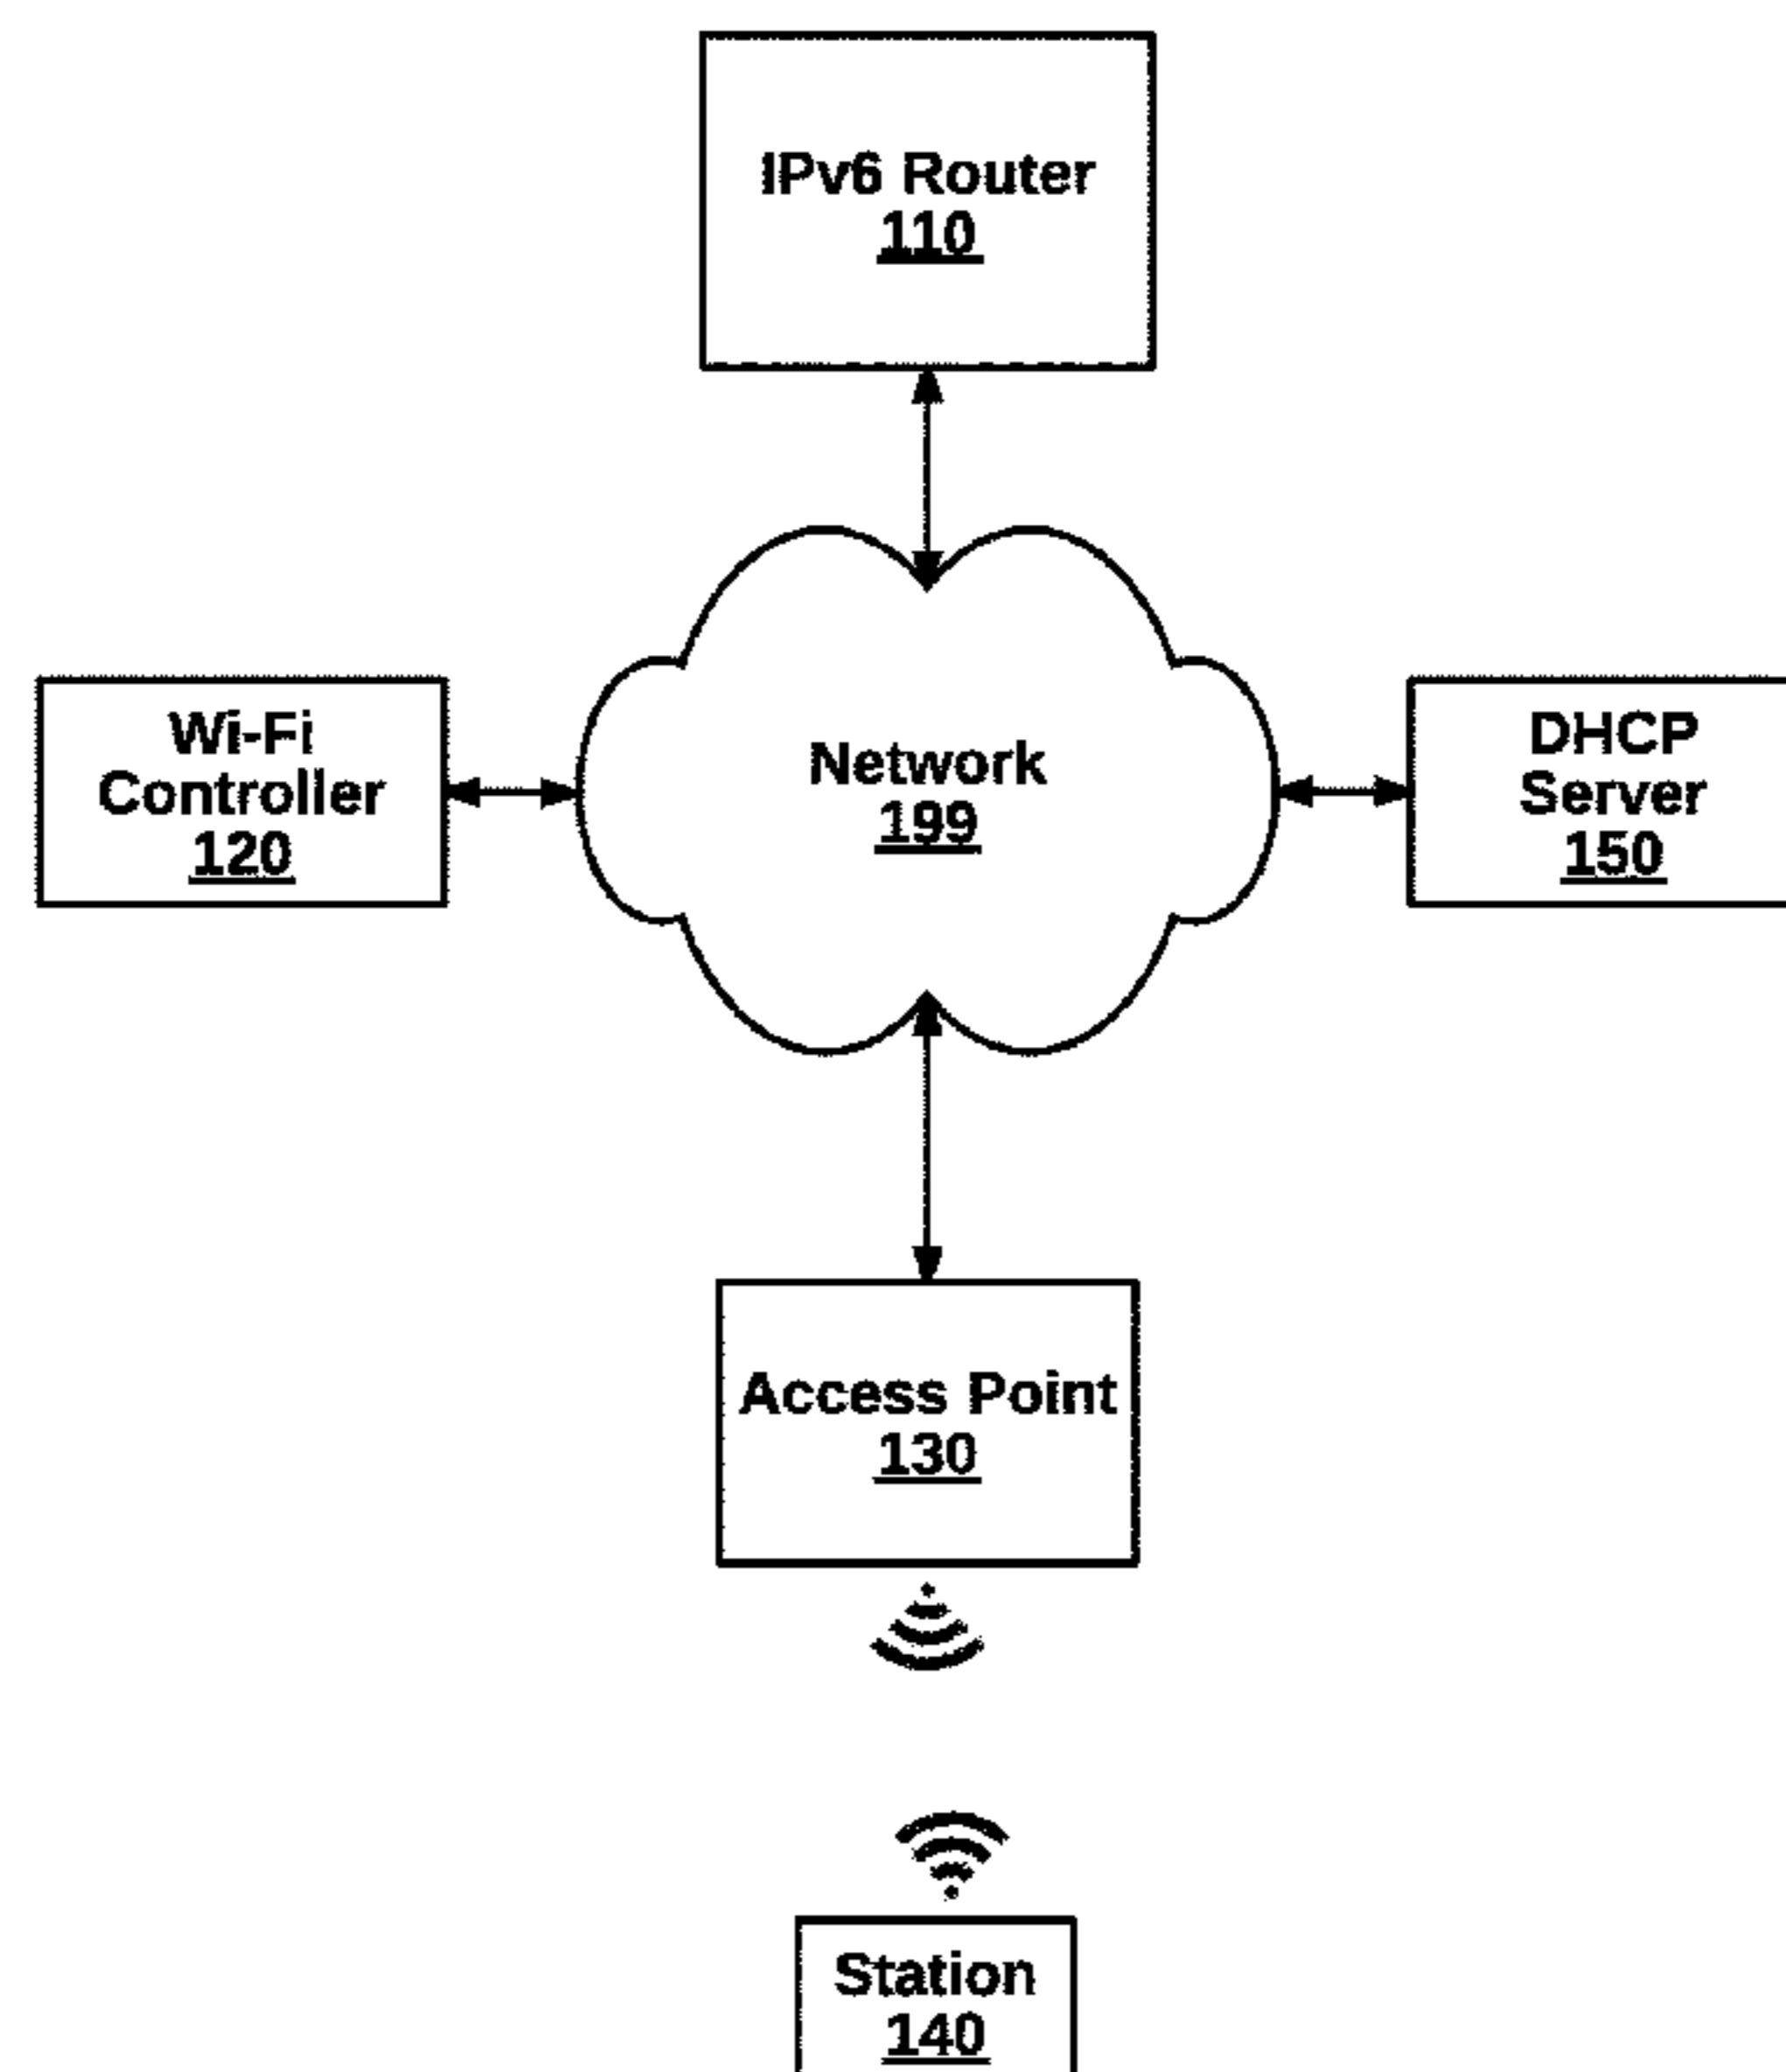 IPv6 Router
110
Wi-Fi
Controller
120
Network
199
DHCP
Server
150
Access Point
130
Station
140